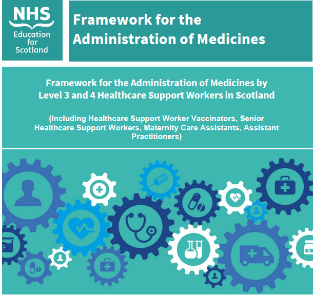 NHS
Education
for
Scotland
Framework for the
Administration of Medicines
Framework for the Administration of Medicines by
Level 3 and 4 Healthcare Support Workers in Scotland
(Including Healthcare Support Worker Vaccinators, Senior
Healthcare Support Workers, Maternity Care Assistants, Assistant
Practitioners)